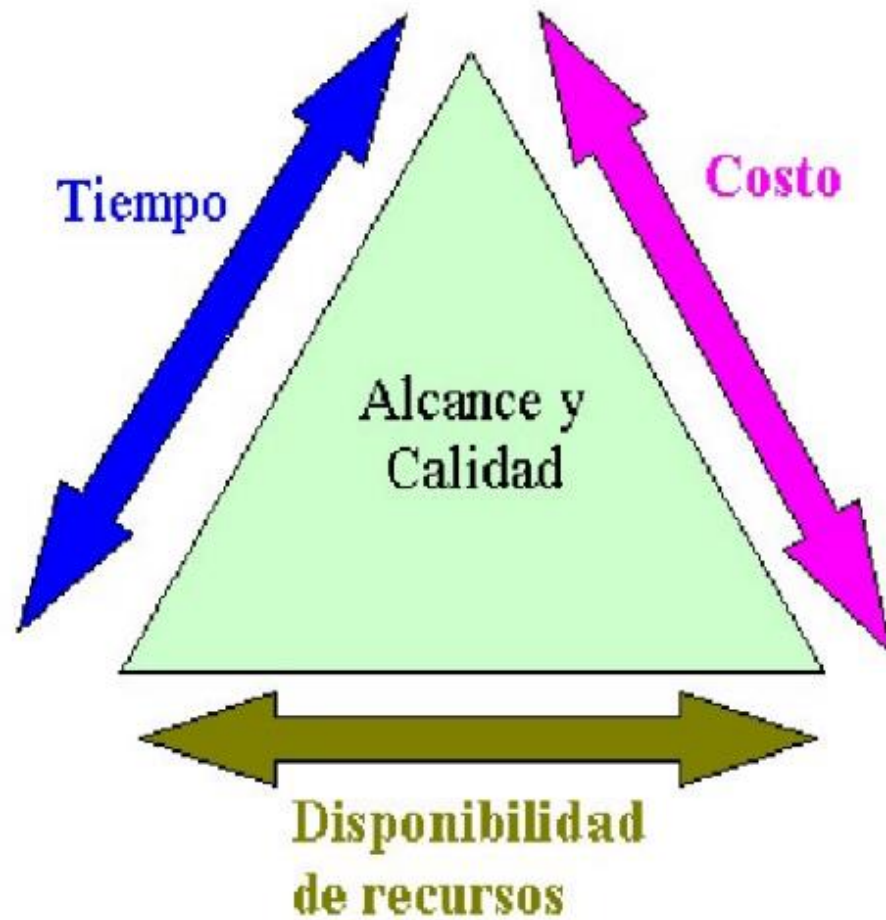 Tiempo
Costo
Alcance y
Calidad
Disponibilidad
de recursos